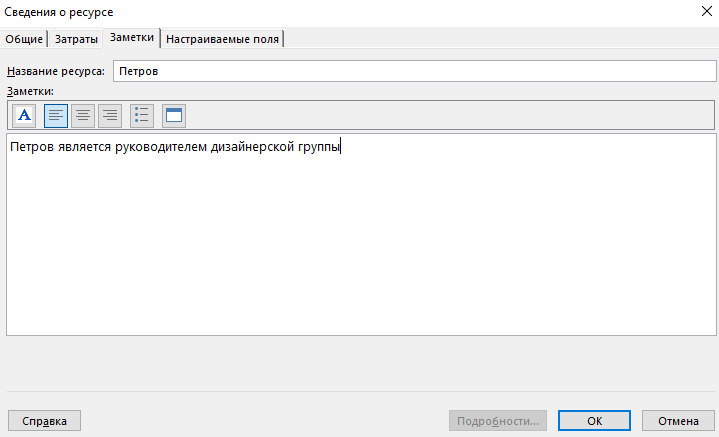 Сведения о ресурсе
Общие Затраты Заметки Настраиваемые поля
Название ресурса: Петров
Заметки:
A
Петров является руководителем дизайнерской группы
Справка Подробности... ОК Отмена